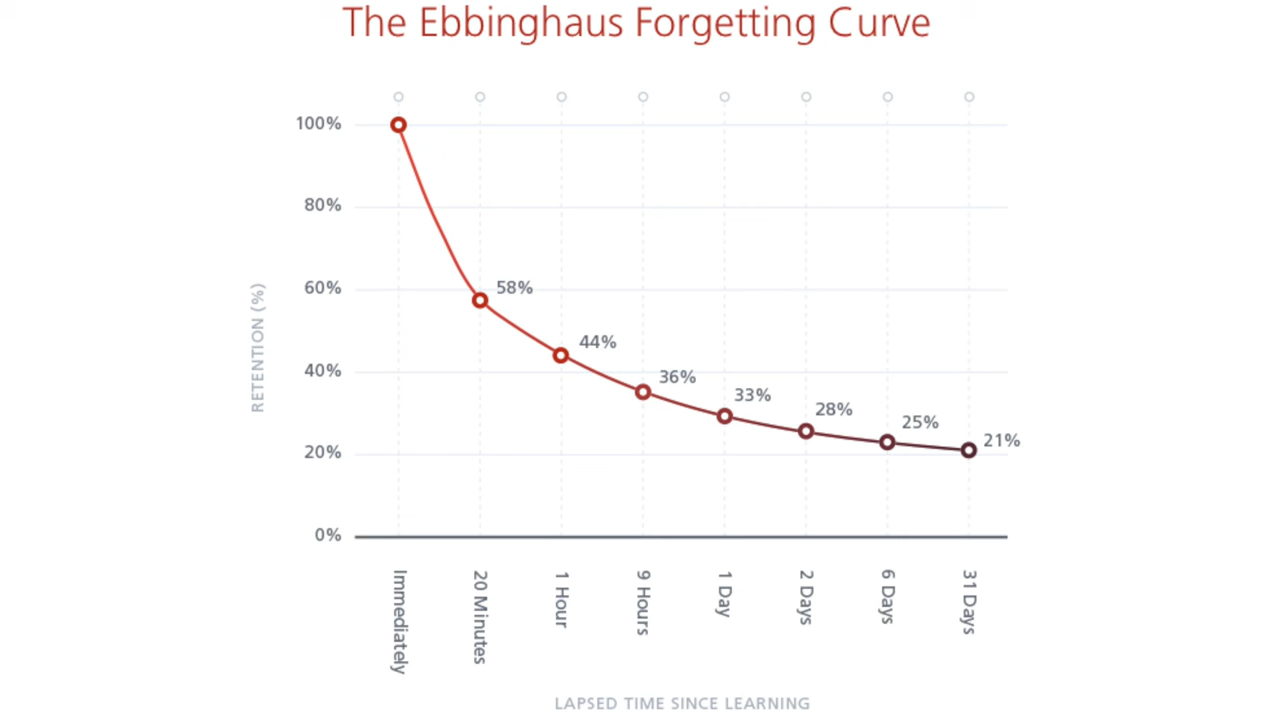 The Ebbinghaus Forgetting Curve
100%
80%
60%
40%
20%
0%
RETENTION (%)
58%
44%
36%
33%
28%
25%
21%
Immediately
20 Minutes
1 Hour
9 Hours
1 Day
2 Days
6 Days
31 Days
LAPSED TIME SINCE LEARNING